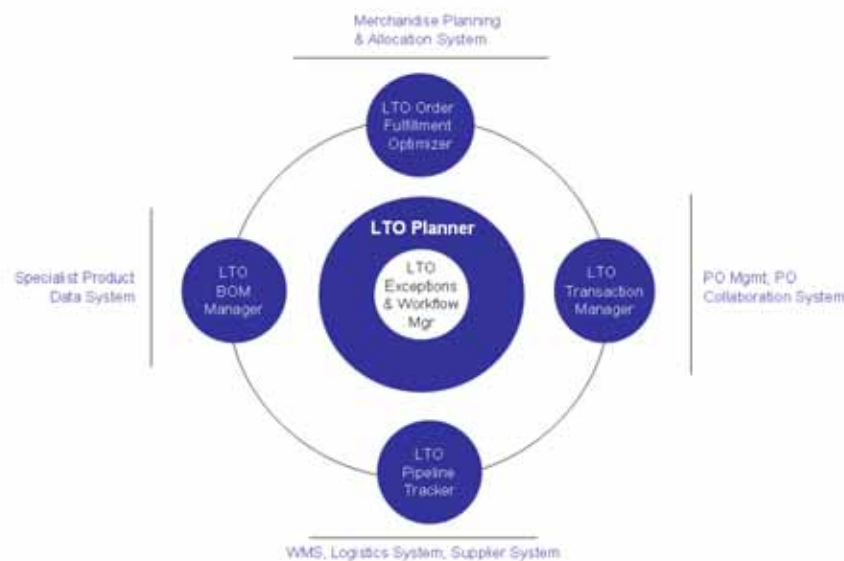 Merchandise Planning
& Allocation System
LTO Order
Fulfillment
Optimizer
LTO Planner
LTO
Exceptions
& Workflow
Mgr
LTO
BOM
Manager
Specialist Product
Data System
LTO
Transaction
Manager
PO Mgmt, PO
Collaboration System
LTO
Pipeline
Tracker
WMS, Logistics System, Supplier System